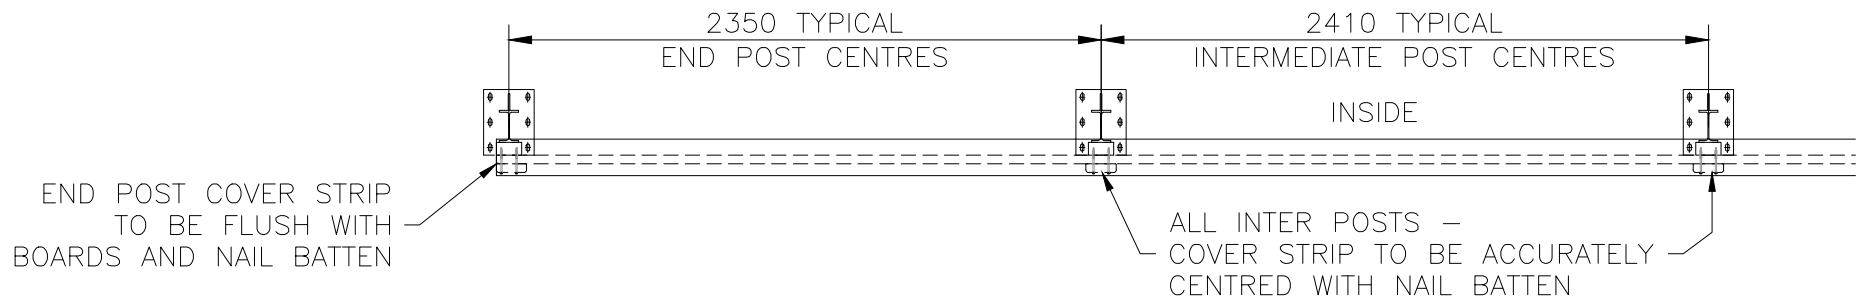 2350 TYPICAL
END POST CENTRES
2410 TYPICAL
INTERMEDIATE POST CENTRES
INSIDE
END POST COVER STRIP
TO BE FLUSH WITH
BOARDS AND NAIL BATTEN
ALL INTER POSTS –
COVER STRIP TO BE ACCURATELY
CENTRED WITH NAIL BATTEN